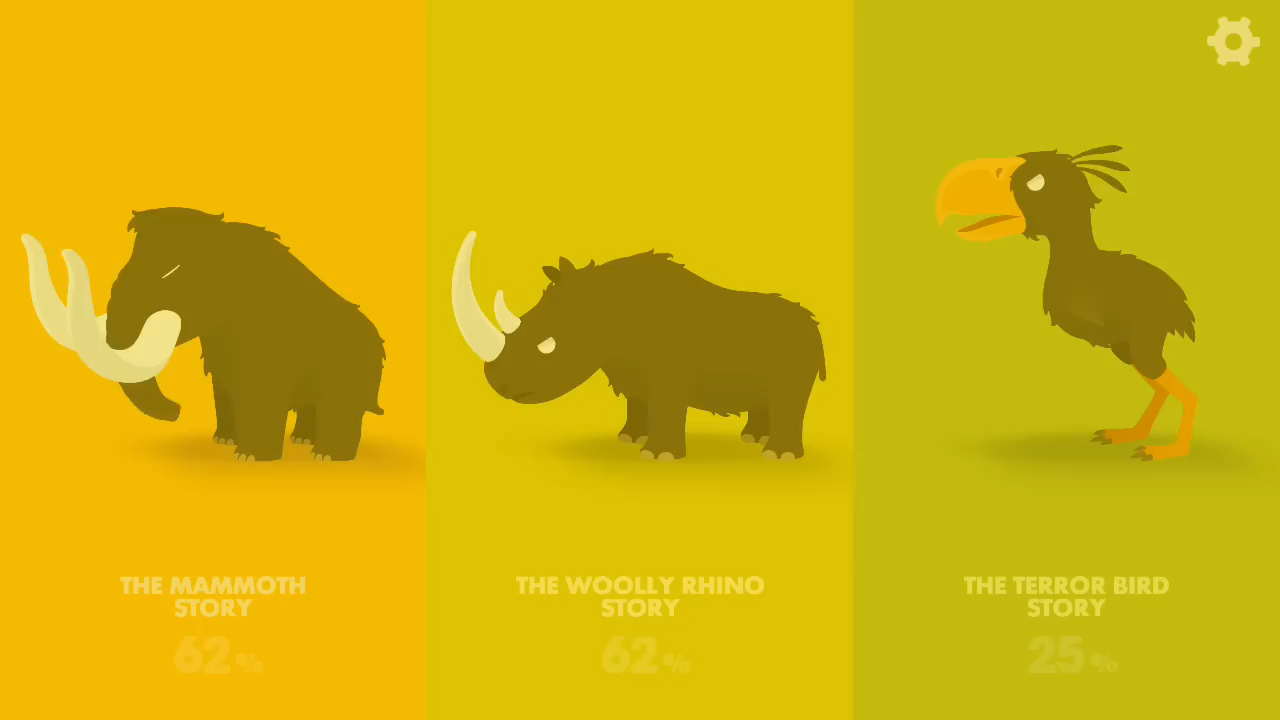 THE MAMMOTH
STORY
62%
THE WOOLLY RHINO
STORY
62%
THE TERROR BIRD
STORY
25%